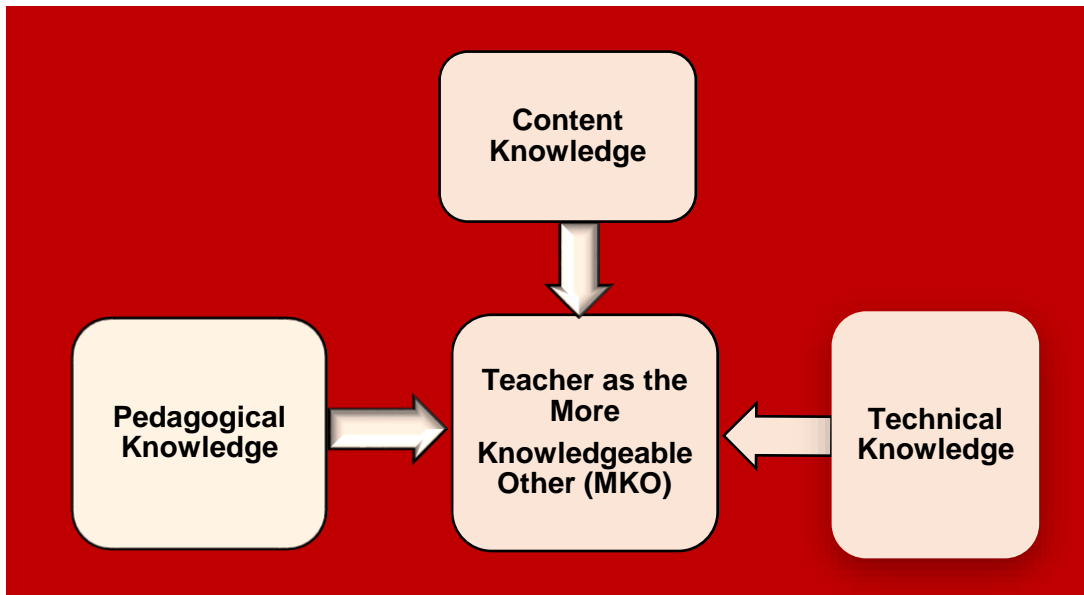 Content
Knowledge
Pedagogical
Knowledge
Teacher as the
More
Knowledgeable
Other (MKO)
Technical
Knowledge